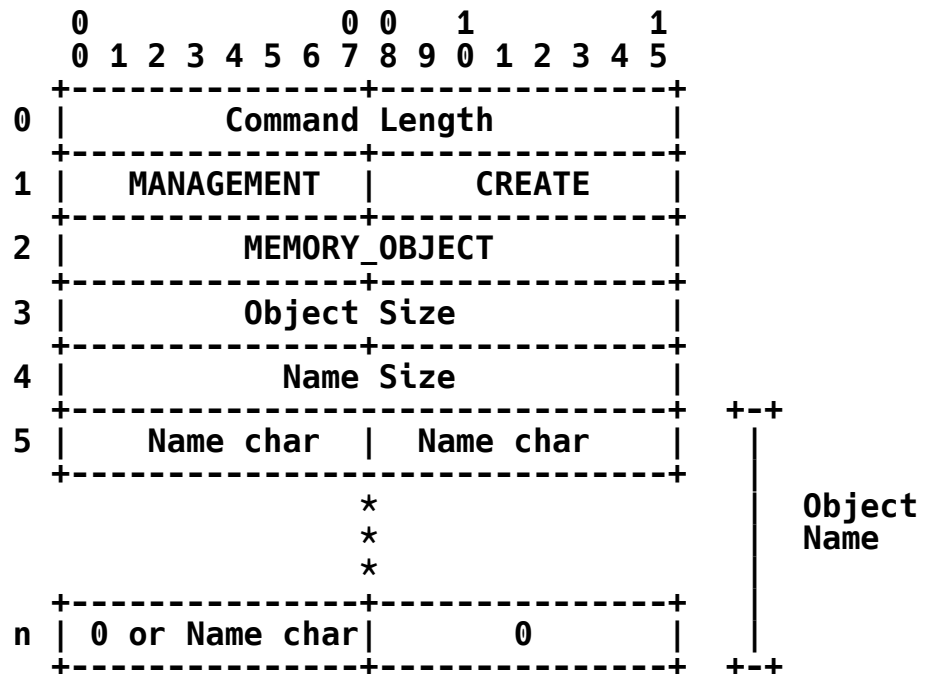 0             0 0   1         1
     0 1 2 3 4 5 6 7 8 9 0 1 2 3 4 5
    +---------------+---------------+
0 |        Command Length         |
    +---------------+---------------+
1 |   MANAGEMENT  |     CREATE    |
    +---------------+---------------+
2 |         MEMORY_OBJECT         |
    +---------------+---------------+
3 |         Object Size           |
    +---------------+---------------+
4 |           Name Size           |
    +-------------------------------+  +-+
5 |    Name char  |  Name char    |   |
    +-------------------------------+   |
                    *                   |  Object
                    *                   |  Name
                    *                   |
    +---------------+---------------+   |
n | 0 or Name char|       0       |   |
    +---------------+---------------+  +-+